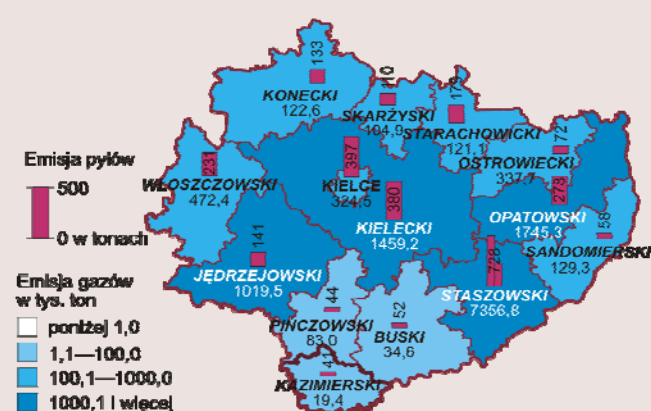 133
KONECKI
122,6
110
SKARŻYSKI
104,9
179
STARACHOWICKI
121,1
72
OSTROWIECKI
337,7
Emisja pyłów
500
0 w tonach
231
WŁOSZCZOWSKI
472,4
397
KIELCE
324,5
380
KIELECKI
1459,2
273
OPATOWSKI
1745,3
58
SANDOMIERSKI
129,3
141
JĘDRZEJOWSKI
1019,5
728
STASZOWSKI
7356,8
44
PIŃCZOWSKI
83,0
52
BUSKI
34,6
41
KAZIMIERSKI
19,4
Emisja gazów
w tys. ton
poniżej 1,0
1,1—100,0
100,1—1000,0
1000,1 i więcej